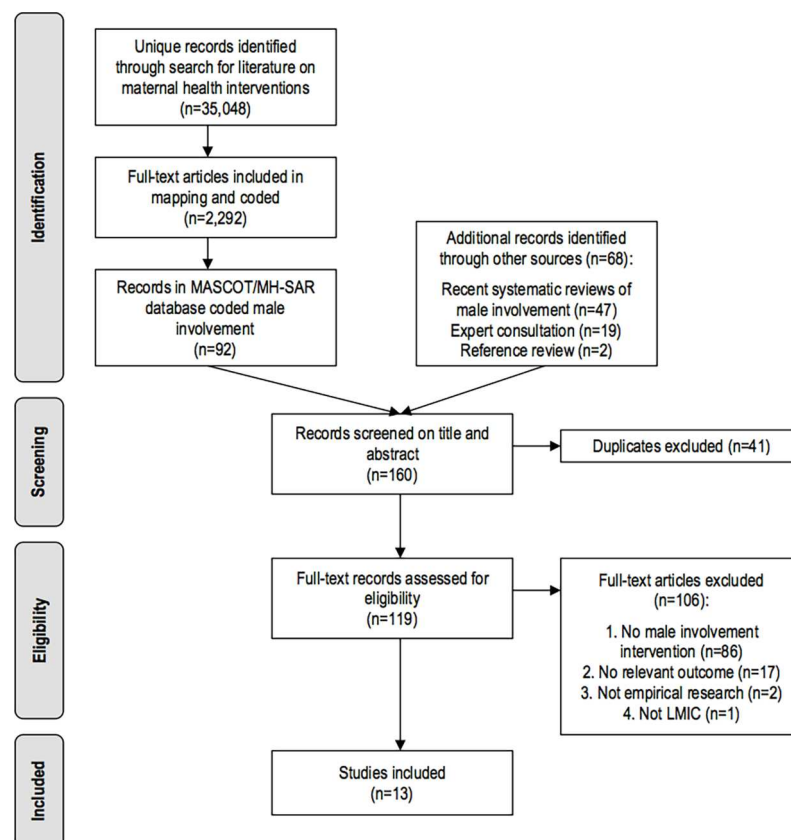 Identification
Unique records identified
through search for literature on
maternal health interventions
(n=35,048)
Full-text articles included in
mapping and coded
(n=2,292)
Records in MASCOT/MH-SAR
database coded male
involvement
(n=92)
Additional records identified
through other sources (n=68):
Recent systematic reviews of
male involvement (n=47)
Expert consultation (n=19)
Reference review (n=2)
Screening
Records screened on title and
abstract
(n=160)
Duplicates excluded (n=41)
Eligibility
Full-text records assessed for
eligibility
(n=119)
Full-text articles excluded
(n=106):
1. No male involvement
intervention (n=86)
2. No relevant outcome (n=17)
3. Not empirical research (n=2)
4. Not LMIC (n=1)
Included
Studies included
(n=13)